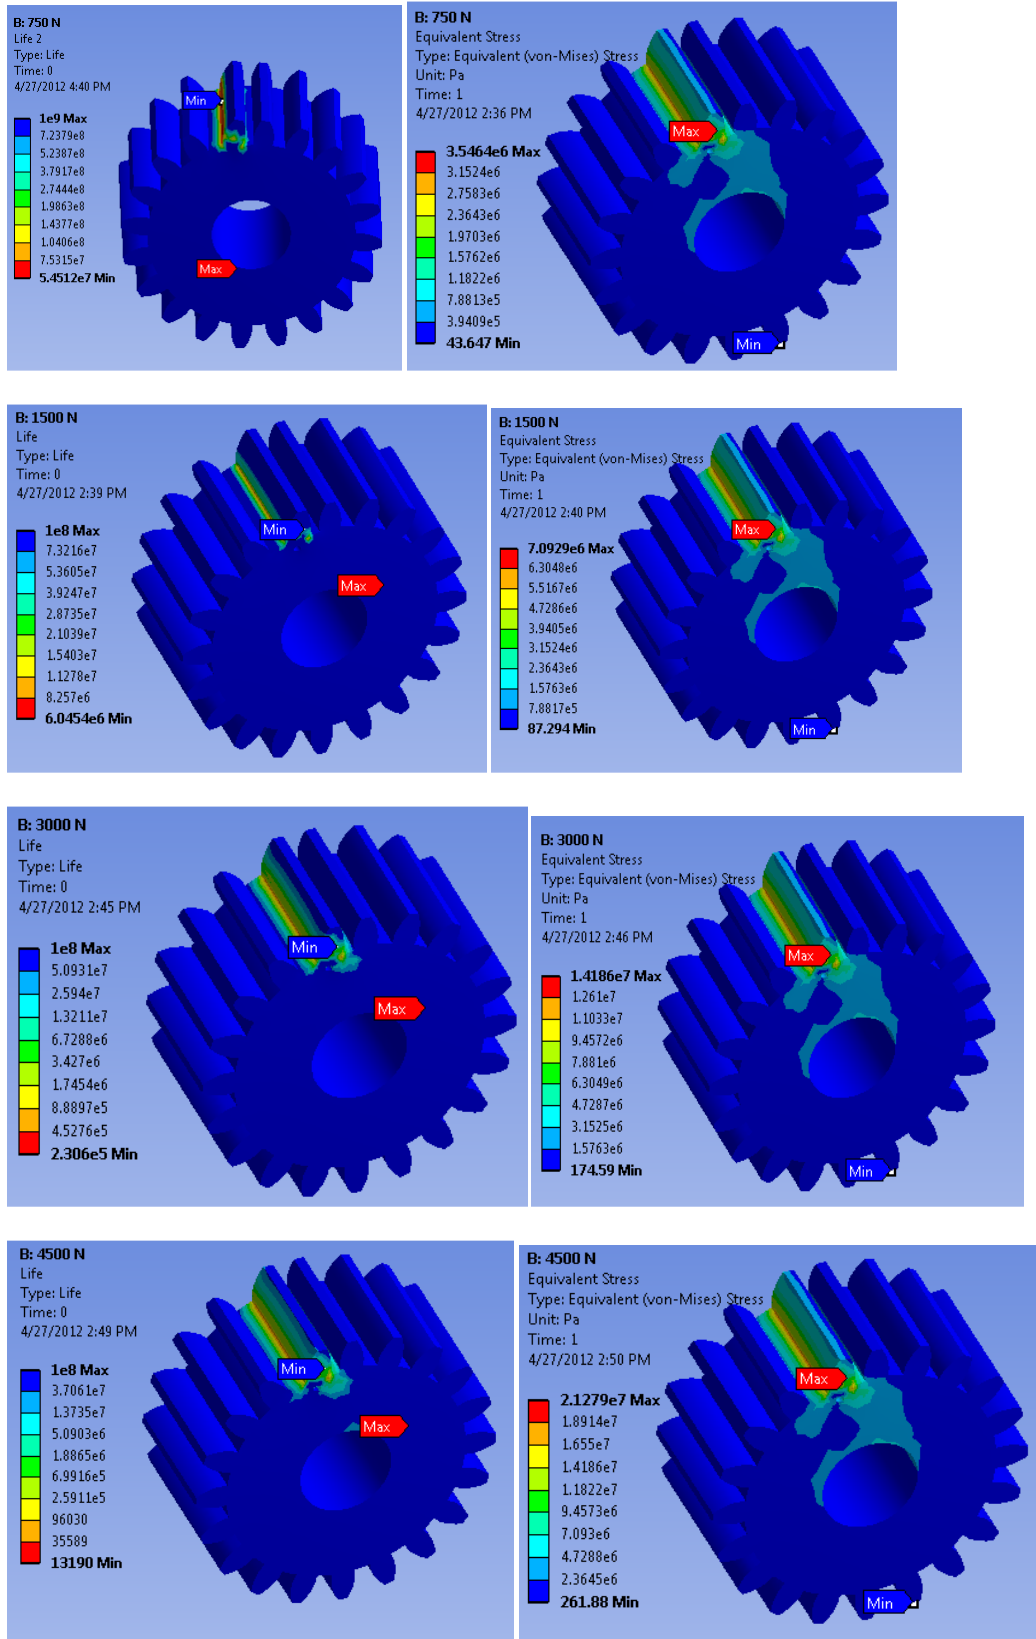 B: 750 N
Life 2
Type: Life
Time: 0
4/27/2012 4:40 PM
1e9 Max
7.2379e8
5.2387e8
3.7917e8
2.7444e8
1.9863e8
1.4377e8
1.0406e8
7.5315e7
5.4512e7 Min
Min
Max
B: 750 N
Equivalent Stress
Type: Equivalent (von-Mises) Stress
Unit: Pa
Time: 1
4/27/2012 2:36 PM
3.5464e6 Max
3.1524e6
2.7583e6
2.3643e6
1.9703e6
1.5762e6
1.1822e6
7.8813e5
3.9409e5
43.647 Min
Max
Min
B: 1500 N
Life
Type: Life
Time: 0
4/27/2012 2:39 PM
1e8 Max
7.3216e7
5.3605e7
3.9247e7
2.8735e7
2.1039e7
1.5403e7
1.1278e7
8.257e6
6.0454e6 Min
Min
Max
B: 1500 N
Equivalent Stress
Type: Equivalent (von-Mises) Stress
Unit: Pa
Time: 1
4/27/2012 2:40 PM
7.0929e6 Max
6.3048e6
5.5167e6
4.7286e6
3.9405e6
3.1524e6
2.3643e6
1.5763e6
7.8817e5
87.294 Min
Max
Min
B: 3000 N
Life
Type: Life
Time: 0
4/27/2012 2:45 PM
1e8 Max
5.0931e7
2.594e7
1.3211e7
6.7288e6
3.427e6
1.7454e6
8.8897e5
4.5276e5
2.306e5 Min
Min
Max
B: 3000 N
Equivalent Stress
Type: Equivalent (von-Mises) Stress
Unit: Pa
Time: 1
4/27/2012 2:46 PM
1.4186e7 Max
1.261e7
1.1033e7
9.4572e6
7.881e6
6.3049e6
4.7287e6
3.1525e6
1.5763e6
174.59 Min
Max
Min
B: 4500 N
Life
Type: Life
Time: 0
4/27/2012 2:49 PM
1e8 Max
3.7061e7
1.3735e7
5.0903e6
1.8865e6
6.9916e5
2.5911e5
96030
35589
13190 Min
Min
Max
B: 4500 N
Equivalent Stress
Type: Equivalent (von-Mises) Stress
Unit: Pa
Time: 1
4/27/2012 2:50 PM
2.1279e7 Max
1.8914e7
1.655e7
1.4186e7
1.1822e7
9.4573e6
7.093e6
4.7288e6
2.3645e6
261.88 Min
Max
Min